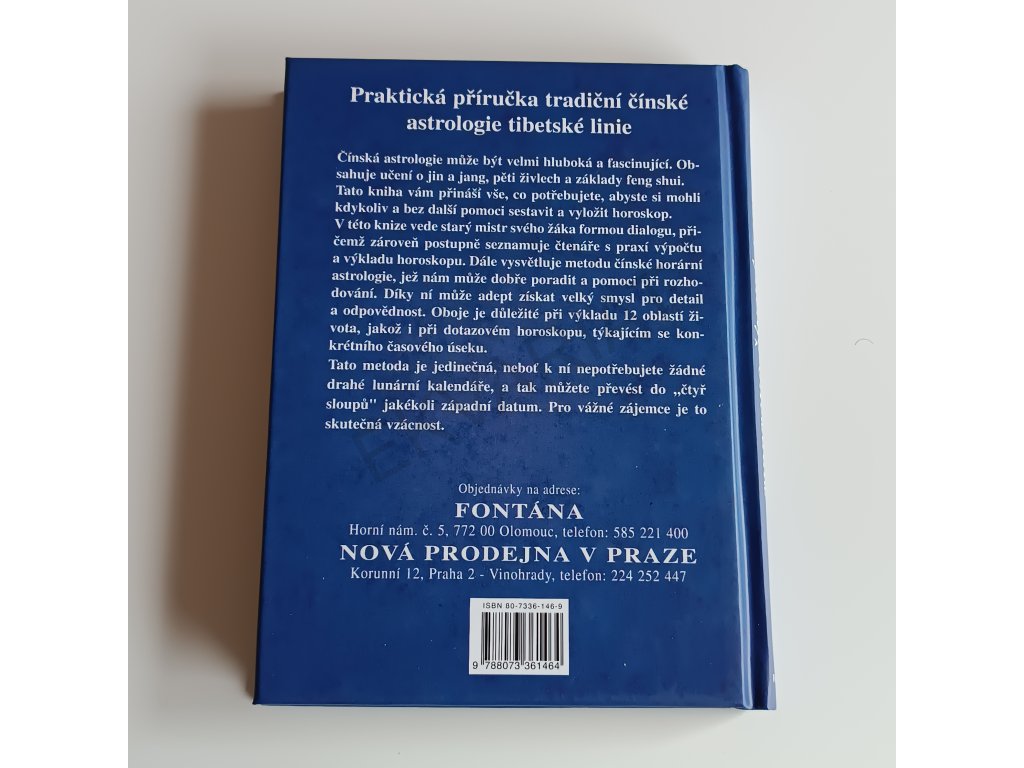 Praktická příručka tradiční čínské
astrologie tibetské linie
Čínská astrologie může být velmi hluboká a fascinující. Ob-
sahuje učení o jin a jang, pěti živlech a základy feng shui.
Tato kniha vám přináší vše, co potřebujete, abyste si mohli
kdykoliv a bez další pomoci sestavit a vyložit horoskop.
V této knize vede starý mistr svého žáka formou dialogu, při-
čemž zároveň postupně seznamuje čtenáře s praxí výpočtu
a výkladu horoskopu. Dále vysvětluje metodu čínské horární
astrologie, jež nám může dobře poradit a pomoci při rozho-
dování. Díky ní může adept získat velký smysl pro detail
a odpovědnost. Oboje je důležité při výkladu 12 oblastí ži-
vota, jakož i při dotazovém horoskopu, týkajícím se kon-
krétního časového úseku.
Tato metoda je jedinečná, neboť k ní nepotřebujete žádné
drahé lunární kalendáře, a tak můžete převést do „čtyř
sloupů" jakékoli západní datum. Pro vážné zájemce je to
skutečná vzácnost.
Objednávky na adrese:
FONTÁNA
Horní nám. č. 5, 772 00 Olomouc, telefon: 585 221 400
NOVÁ PRODEJNA V PRAZE
Korunní 12, Praha 2 - Vinohrady, telefon: 224 252 447
ISBN 80-7336-146-9
9 788073 361464